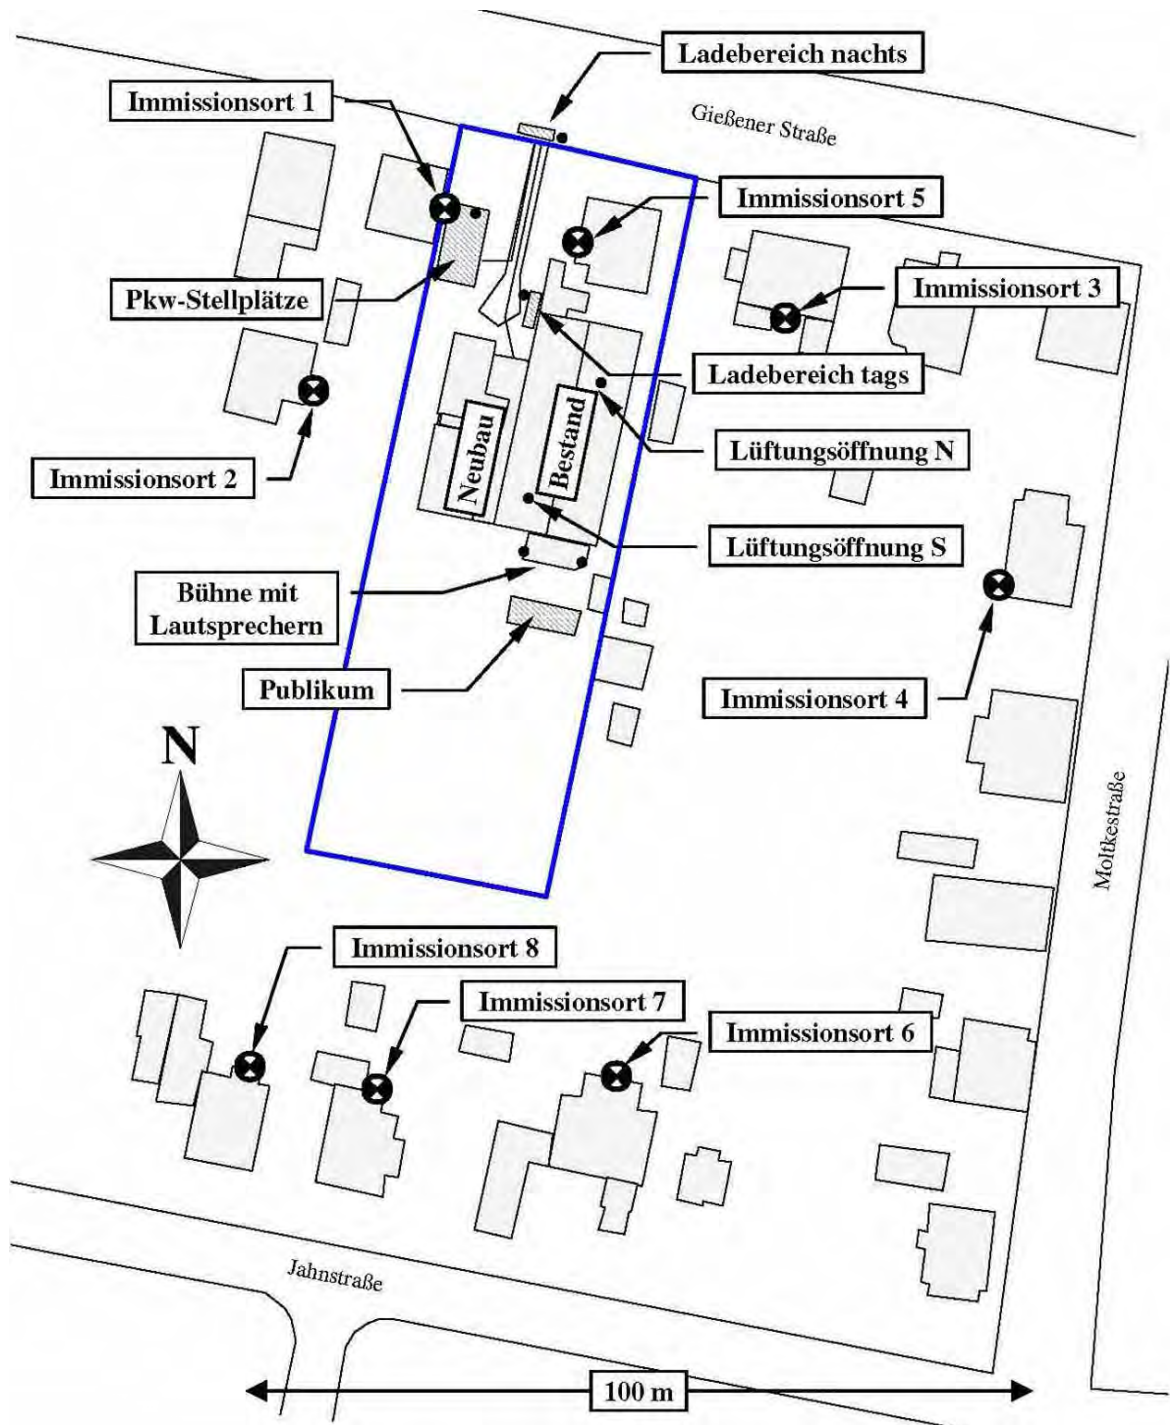 Ladebereich nachts
Immissionsort 1
Gießener Straße
Immissionsort 5
Pkw-Stellplätze
Immissionsort 3
Ladebereich tags
Neubau
Bestand
Lüftungsöffnung N
Immissionsort 2
Lüftungsöffnung S
Bühne mit
Lautsprechern
Publikum
Immissionsort 4
N
Moltkestraße
Immissionsort 8
Immissionsort 7
Immissionsort 6
Jahnstraße
100 m